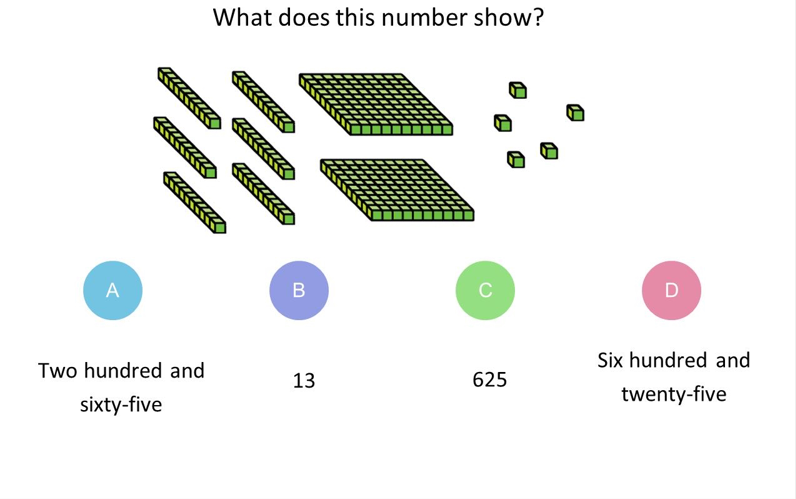 What does this number show?
A
B
C
D
Two hundred and
sixty-five
13
625
Six hundred and
twenty-five